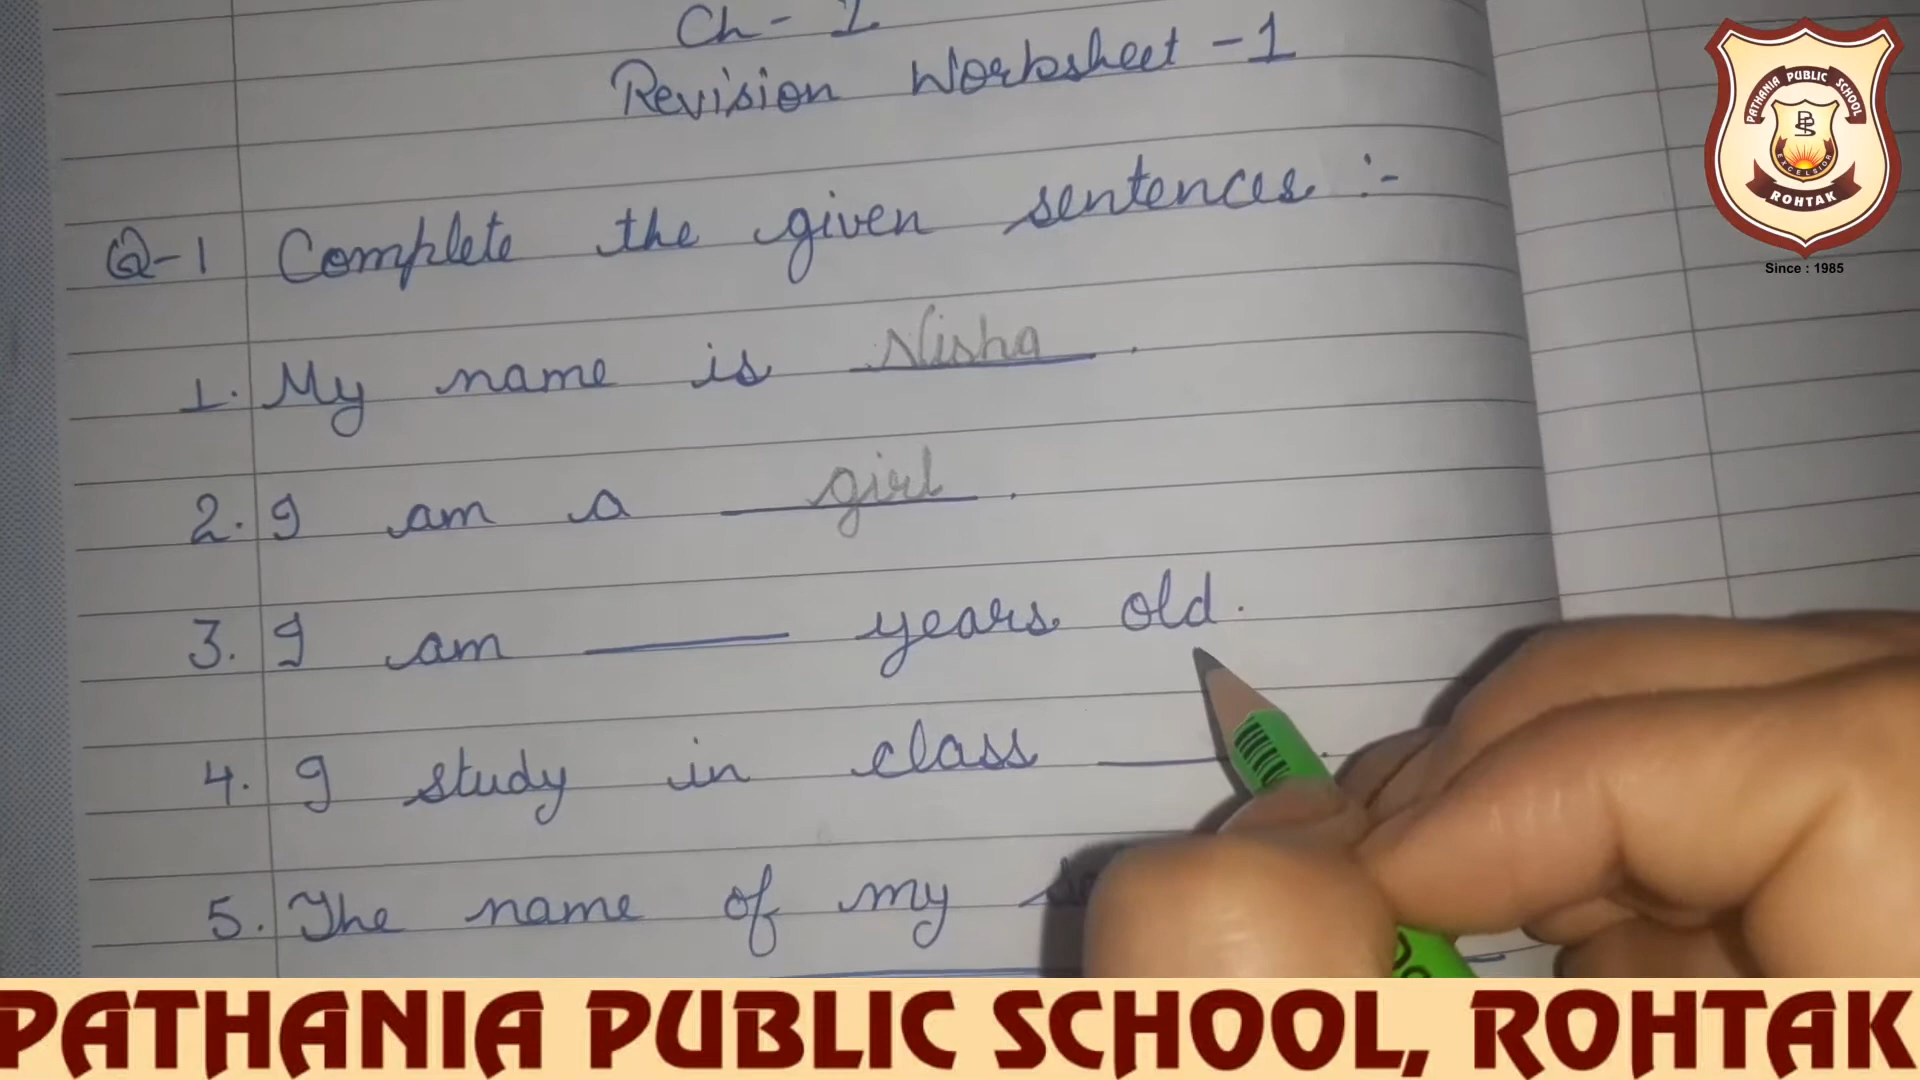 Ch - 1
Revision Worksheet - 1
Q-1 Complete the given sentences :-
1. My name is Nisha.
2. I am a girl.
3. I am ____ years old.
4. I study in class ____.
5. The name of my
PATHANIA PUBLIC SCHOOL
PS
EXCELSIOR
ROHTAK
Since : 1985
PATHANIA PUBLIC SCHOOL, ROHTAK